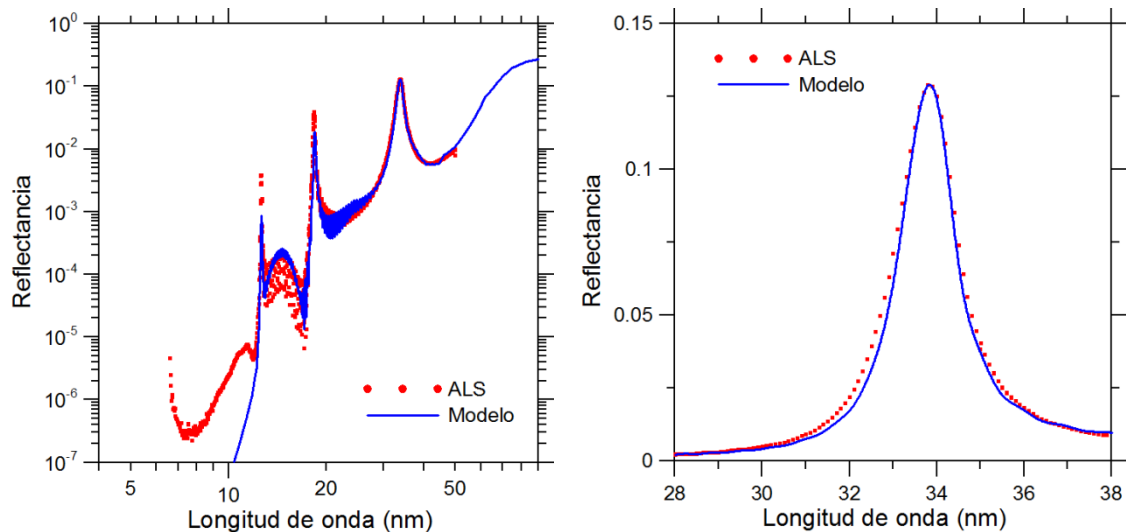 10⁰
10⁻¹
10⁻²
10⁻³
10⁻⁴
10⁻⁵
10⁻⁶
10⁻⁷
Reflectancia
ALS
Modelo
5 10 20 50
Longitud de onda (nm)
0.15
0.1
0.05
0
Reflectancia
ALS
Modelo
28 30 32 34 36 38
Longitud de onda (nm)